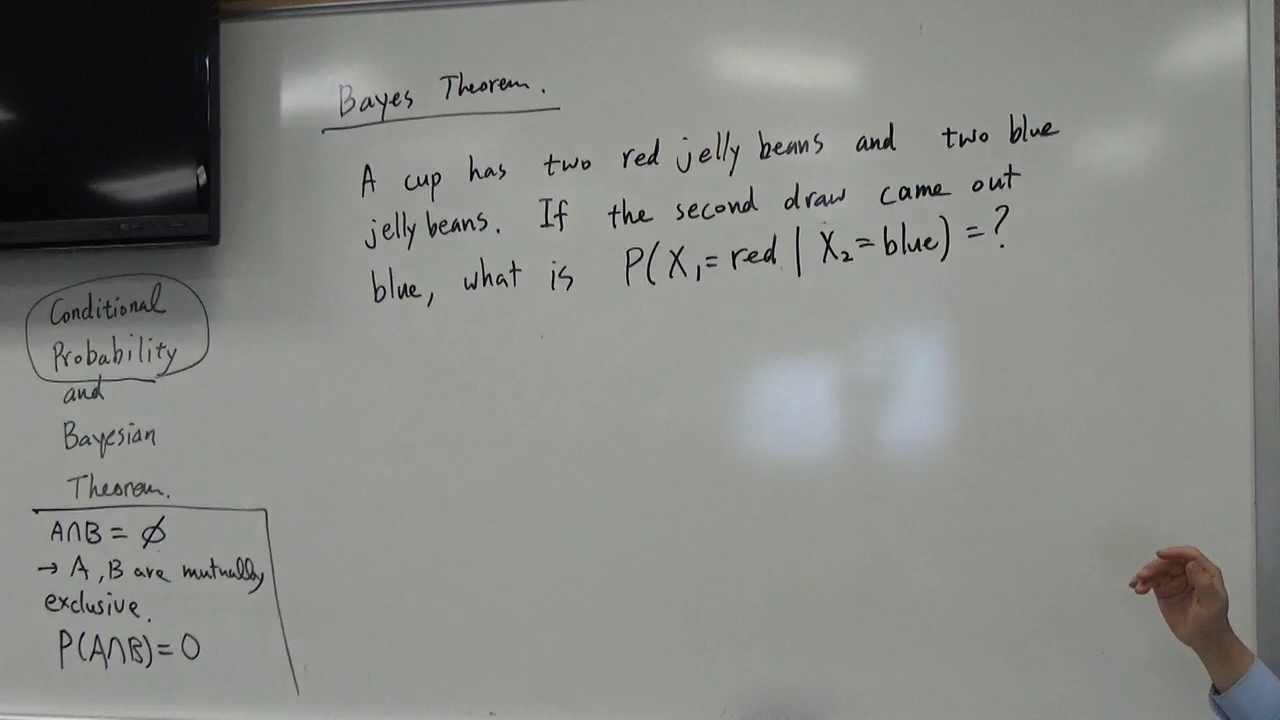 Bayes Theorem.
A cup has two red jelly beans and two blue
jelly beans. If the second draw came out
blue, what is P(X₁= red | X₂= blue) = ?
Conditional
Probability
and
Bayesian
Theorem.
A∩B = ∅
→ A, B are mutually
exclusive.
P(A∩B)=0